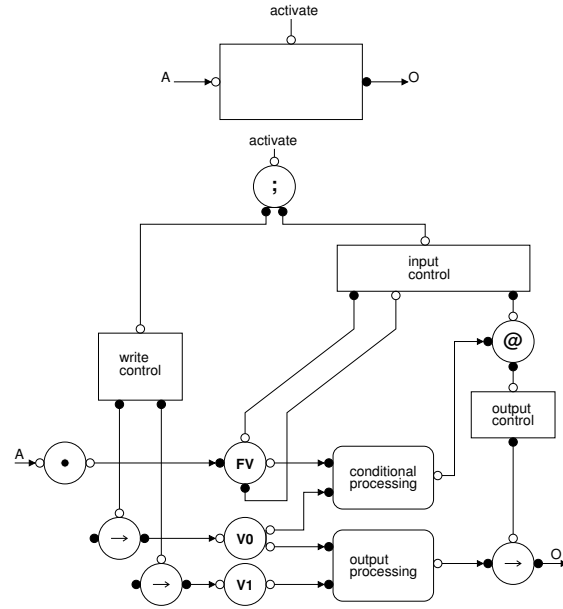 activate
A
O
activate
;
input
control
@
write
control
output
control
A
•
FV
conditional
processing
→
V0
output
processing
→
O
→
V1